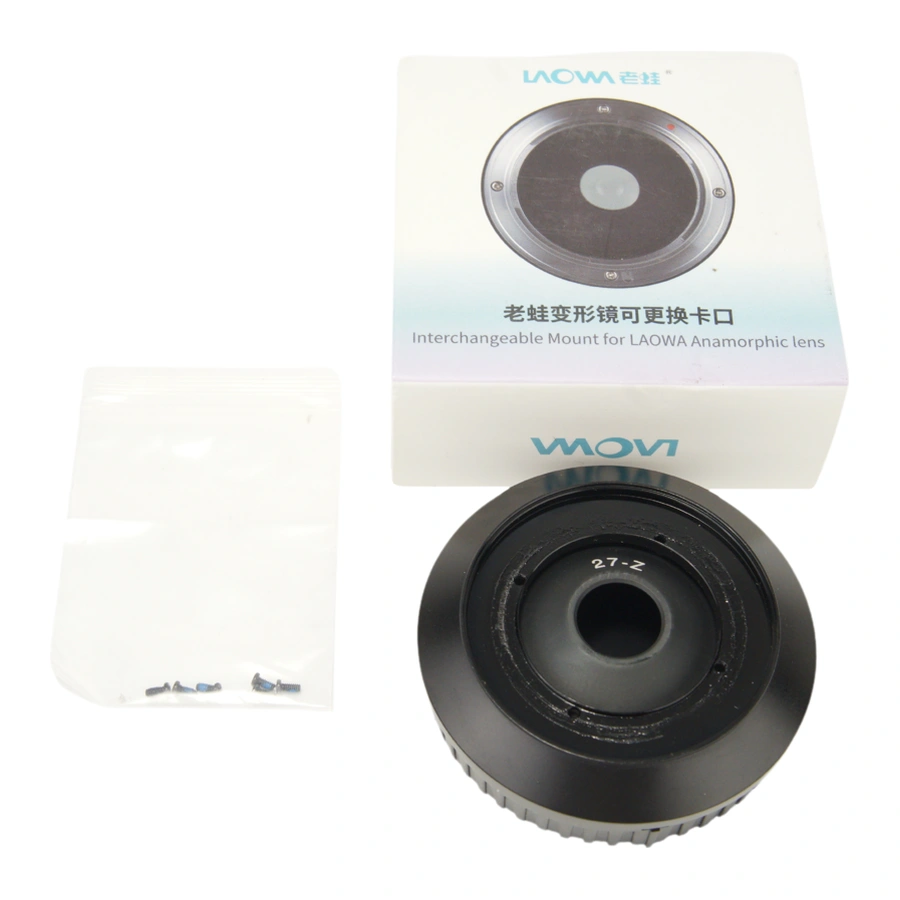 LAOWA 老蛙®
老蛙变形镜可更换卡口
Interchangeable Mount for LAOWA Anamorphic lens
LAOWA
27-Z